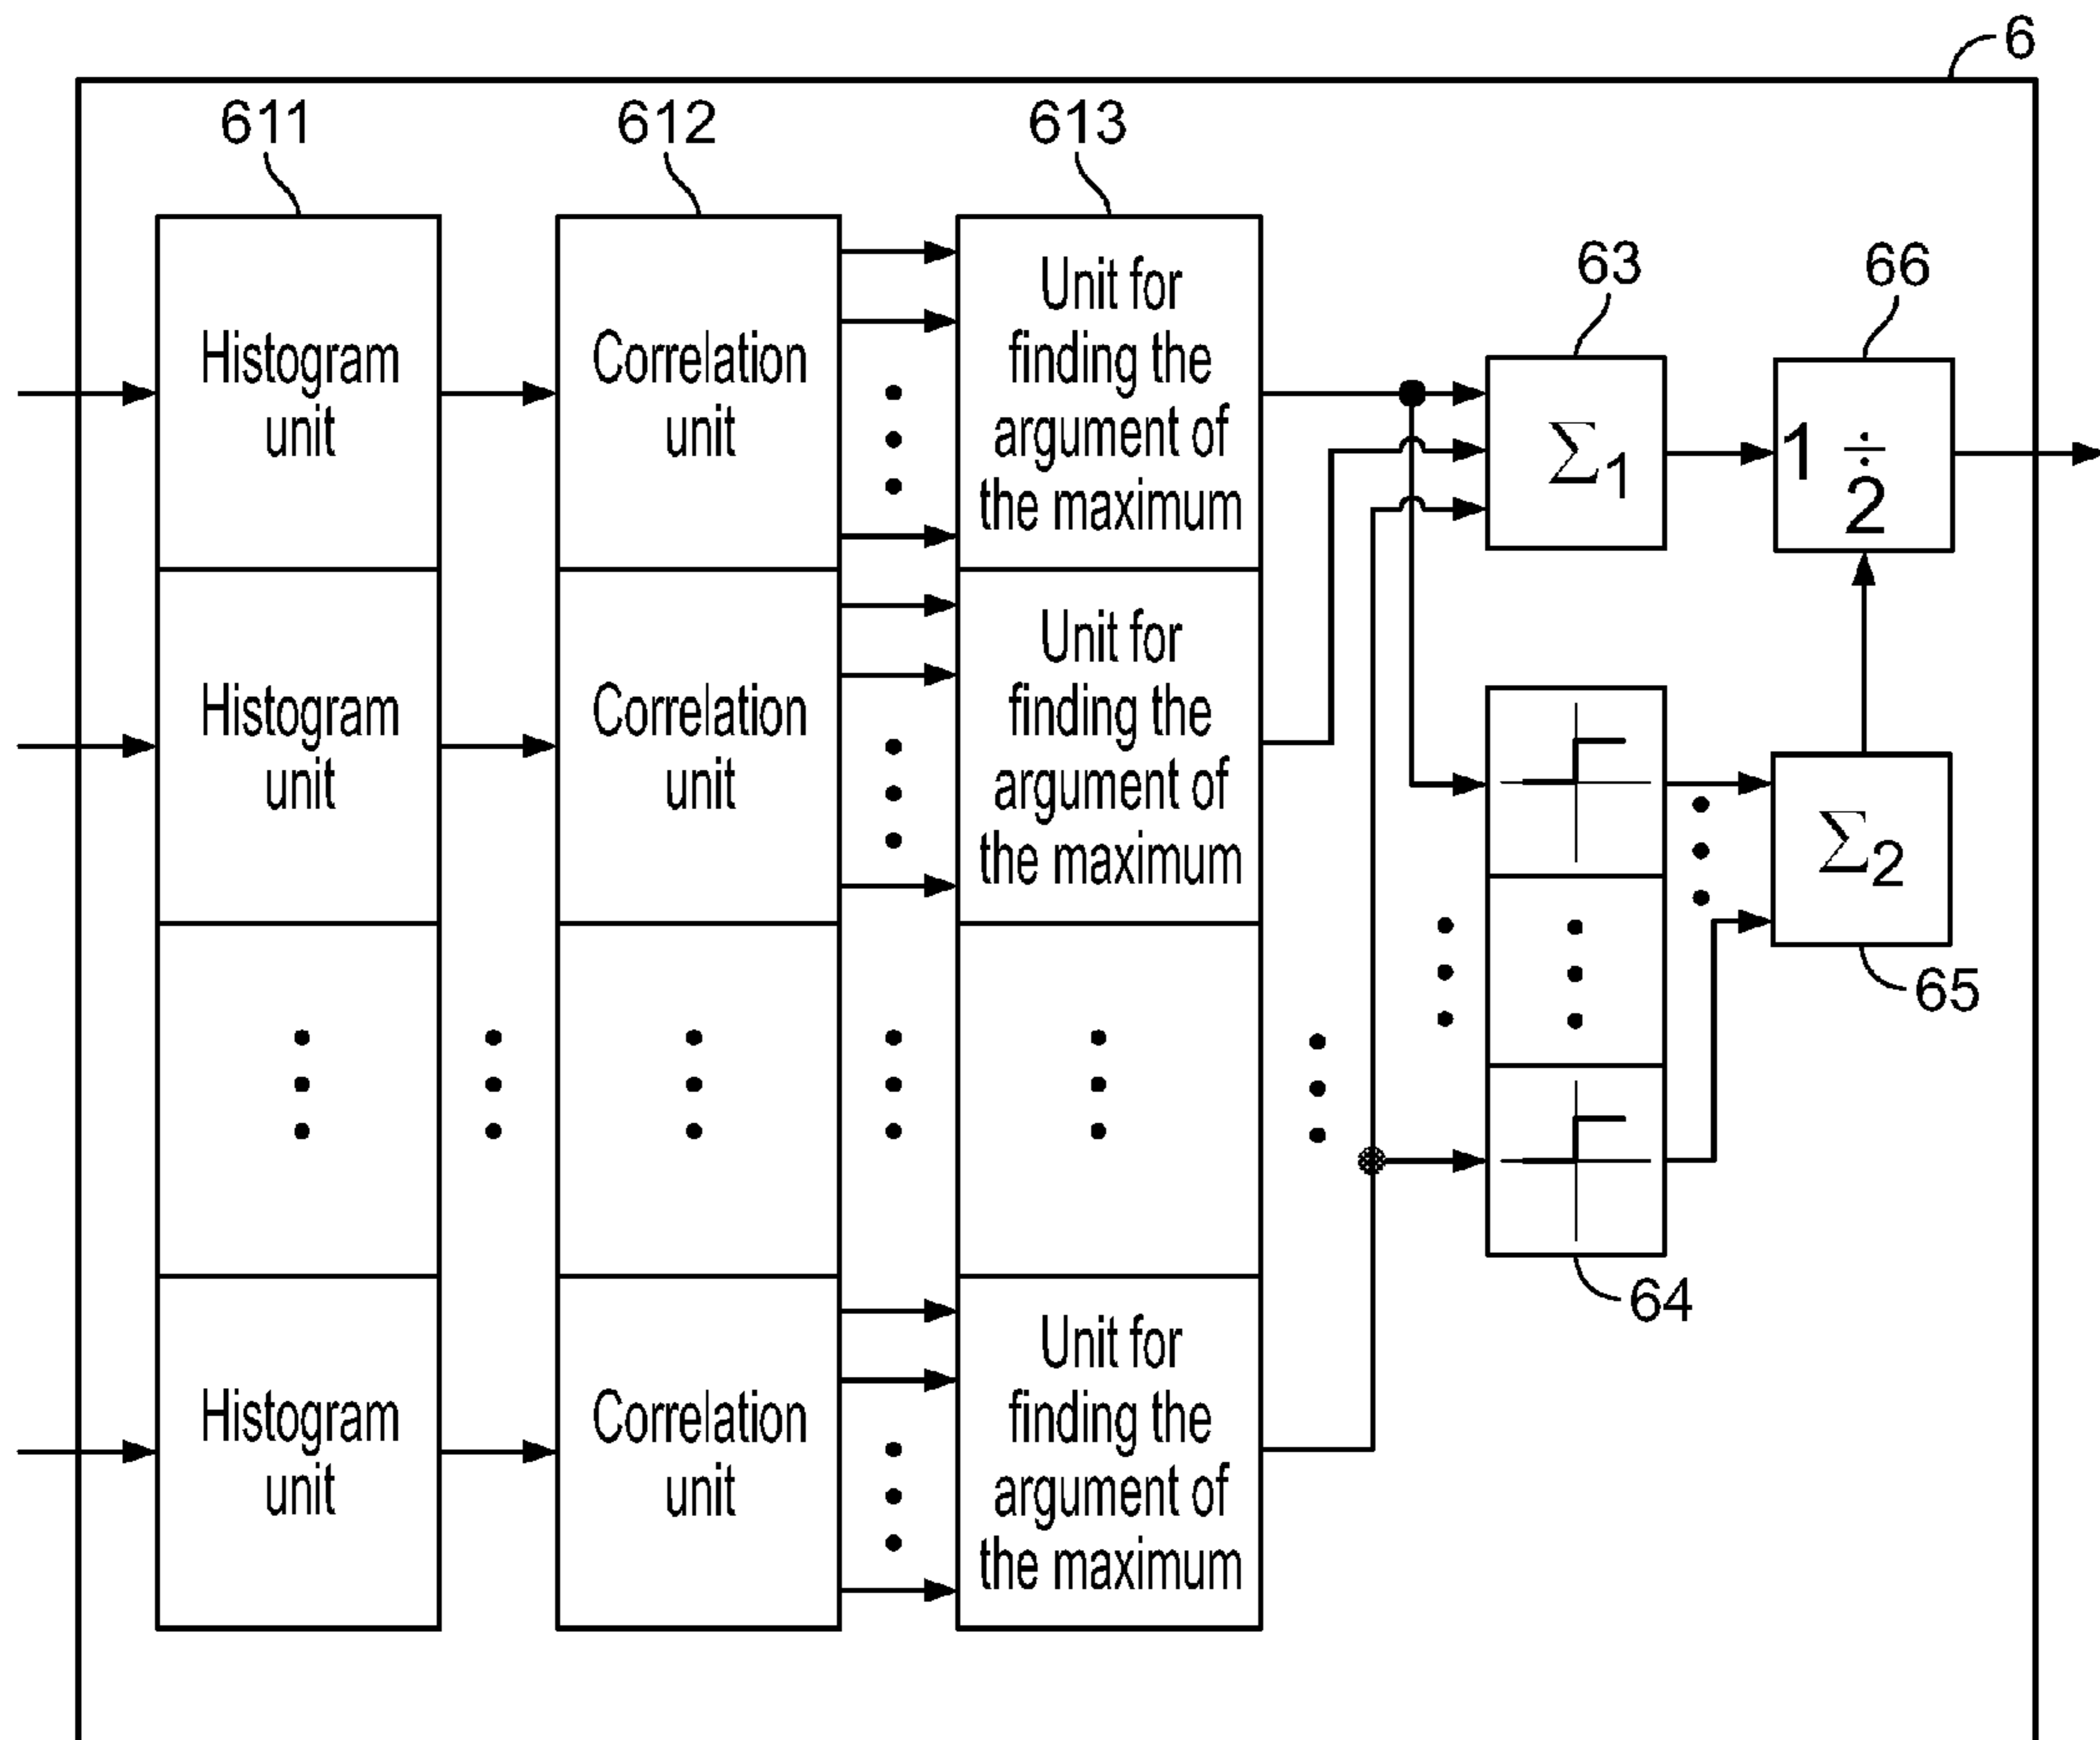 6
611
612
613
Histogram
unit
Correlation
unit
Unit for
finding the
argument of
the maximum
63
Σ1
66
1 ÷
2
Histogram
unit
Correlation
unit
Unit for
finding the
argument of
the maximum
Σ2
65
64
Histogram
unit
Correlation
unit
Unit for
finding the
argument of
the maximum